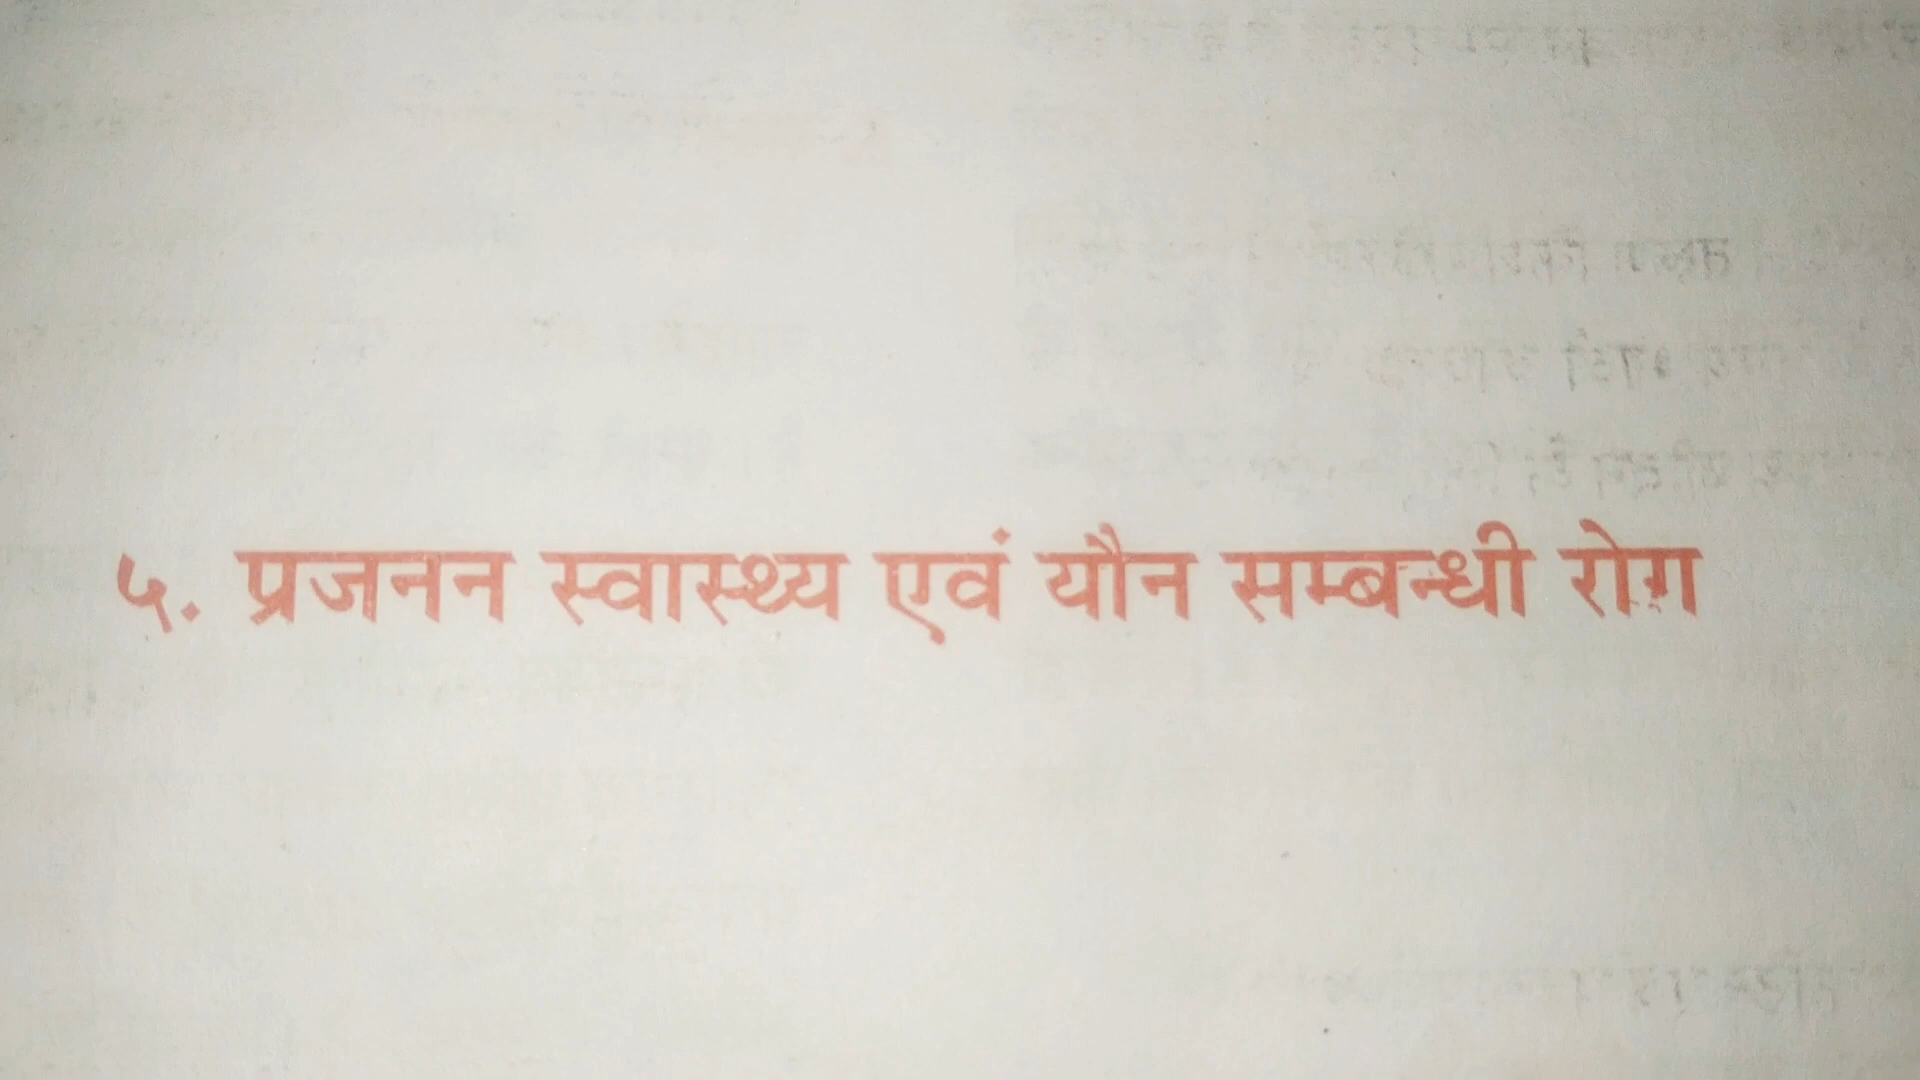 ५. प्रजनन स्वास्थ्य एवं यौन सम्बन्धी रोग